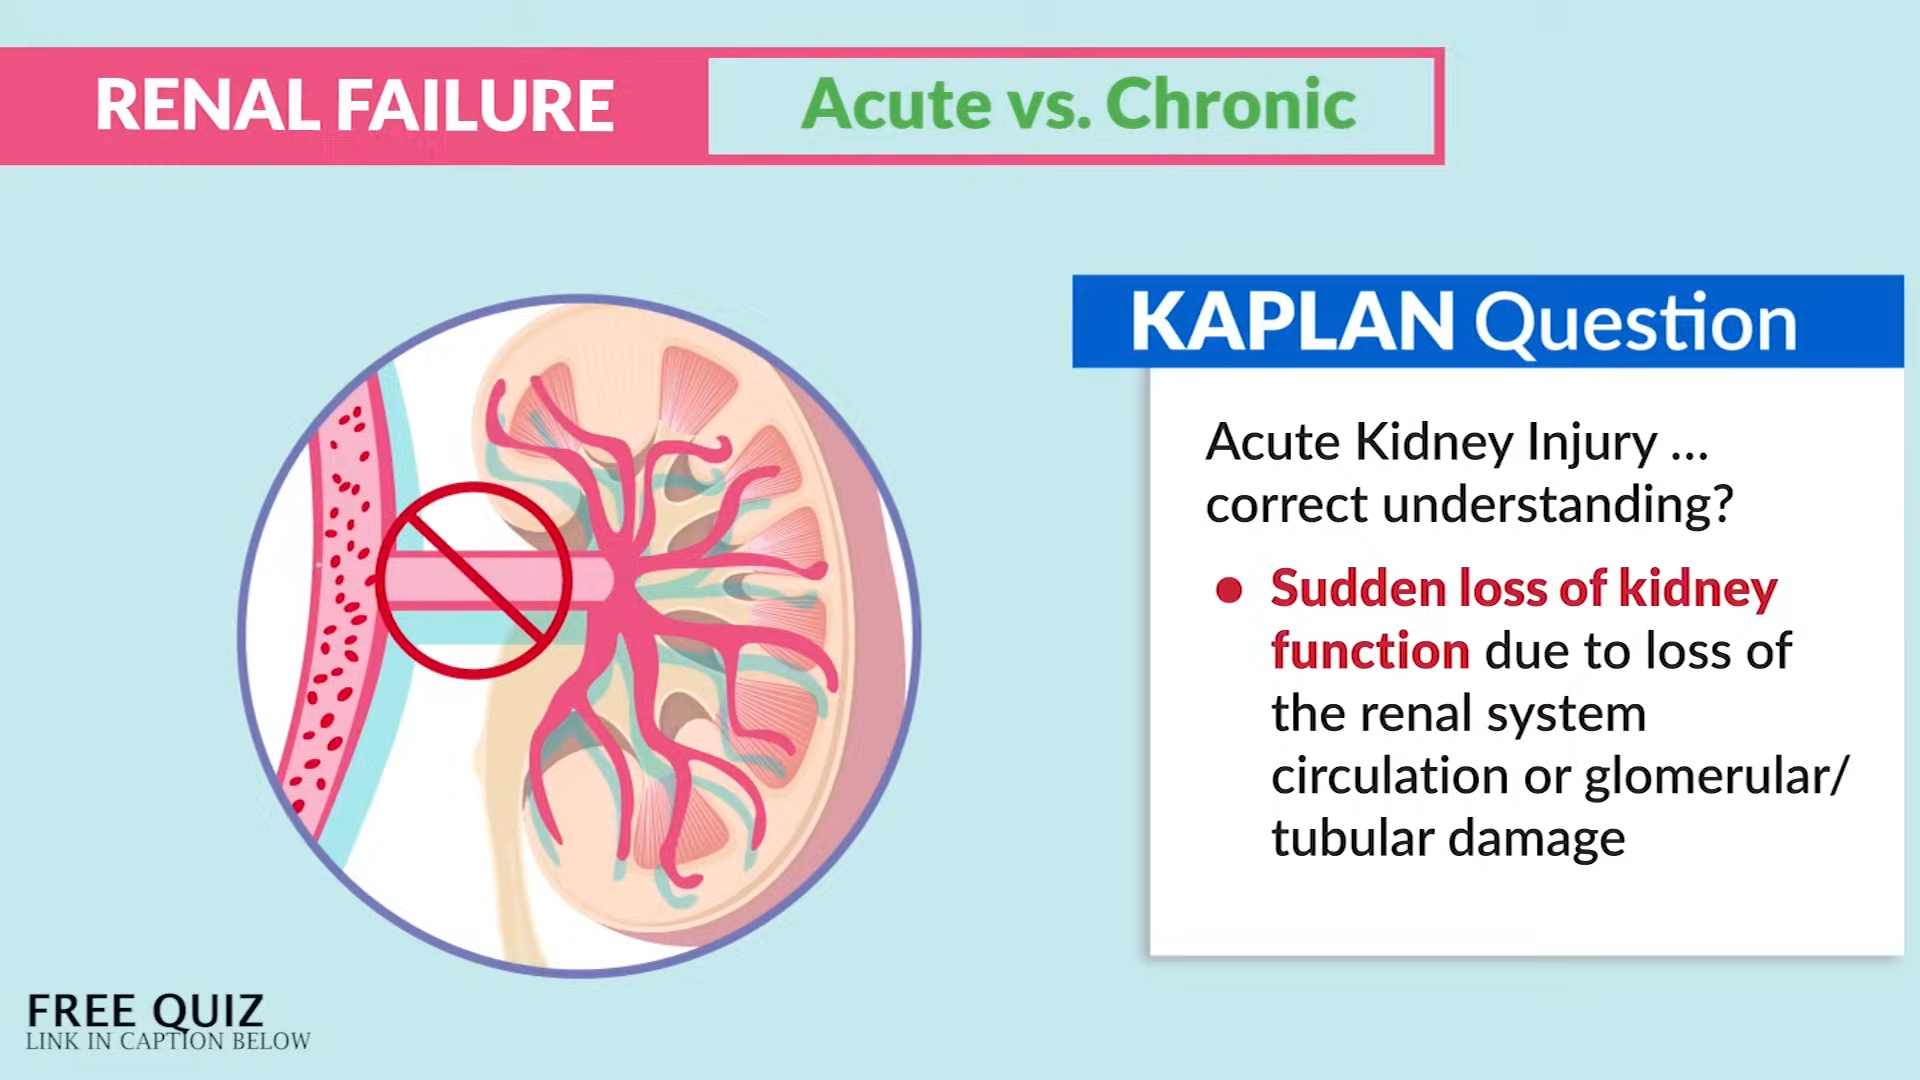 RENAL FAILURE
Acute vs. Chronic
KAPLAN Question
Acute Kidney Injury ...
correct understanding?
• Sudden loss of kidney
function due to loss of
the renal system
circulation or glomerular/
tubular damage
FREE QUIZ
LINK IN CAPTION BELOW